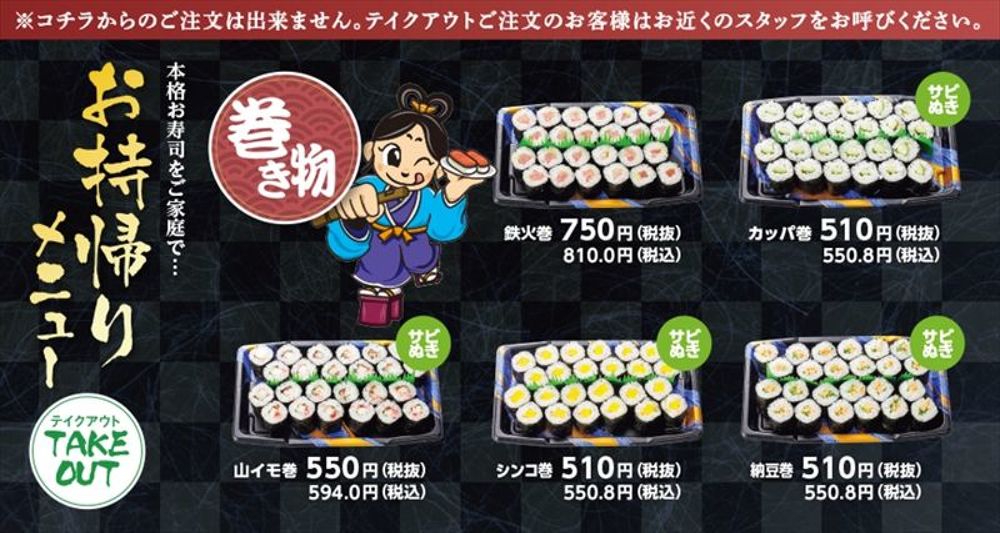 ※コチラからのご注文は出来ません。テイクアウトご注文のお客様はお近くのスタッフをお呼びください。
本格お寿司をご家庭で…
お持帰り
メニュー
テイクアウト
TAKE
OUT
巻き物
鉄火巻 750円(税抜)
810.0円(税込)
サビ
ぬき
カッパ巻 510円(税抜)
550.8円(税込)
サビ
ぬき
山イモ巻 550円(税抜)
594.0円(税込)
サビ
ぬき
シンコ巻 510円(税抜)
550.8円(税込)
サビ
ぬき
納豆巻 510円(税抜)
550.8円(税込)